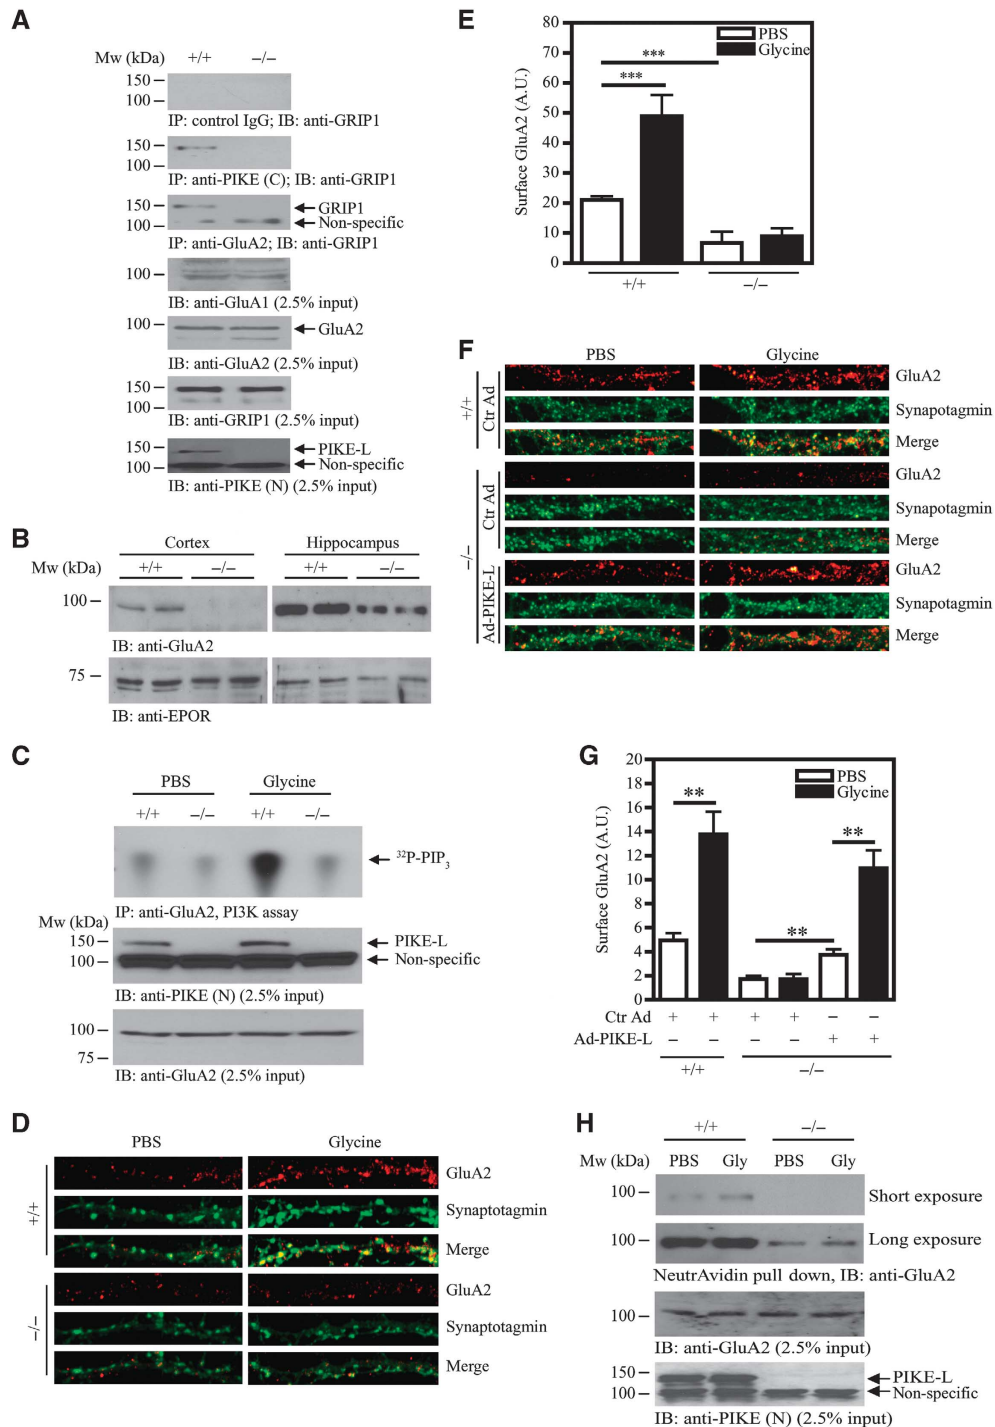 A
Mw (kDa) +/+ –/–
150
100
IP: control IgG; IB: anti-GRIP1
150
100
IP: anti-PIKE (C); IB: anti-GRIP1
150 GRIP1
100 Non-specific
IP: anti-GluA2; IB: anti-GRIP1
100
IB: anti-GluA1 (2.5% input)
100 GluA2
IB: anti-GluA2 (2.5% input)
150
100
IB: anti-GRIP1 (2.5% input)
150 PIKE-L
100 Non-specific
IB: anti-PIKE (N) (2.5% input)
B
Cortex Hippocampus
Mw (kDa) +/+ –/– +/+ –/–
100
IB: anti-GluA2
75
IB: anti-EPOR
C
PBS Glycine
+/+ –/– +/+ –/–
32P-PIP3
IP: anti-GluA2, PI3K assay
Mw (kDa)
150 PIKE-L
100 Non-specific
IB: anti-PIKE (N) (2.5% input)
100
75
IB: anti-GluA2 (2.5% input)
D
PBS Glycine
+/+
GluA2
Synaptotagmin
Merge
–/–
GluA2
Synaptotagmin
Merge
E
Surface GluA2 (A.U.)
80
70
60
50
40
30
20
10
0
PBS
Glycine
***
***
+/+ –/–
F
PBS Glycine
+/+
Ctr Ad
GluA2
Synapotagmin
Merge
–/–
Ctr Ad
GluA2
Synapotagmin
Merge
Ad-PIKE-L
GluA2
Synapotagmin
Merge
G
Surface GluA2 (A.U.)
20
18
16
14
12
10
8
6
4
2
0
PBS
Glycine
**
**
**
Ctr Ad + + + + – –
Ad-PIKE-L – – – – + +
+/+ –/–
H
+/+ –/–
Mw (kDa) PBS Gly PBS Gly
100 Short exposure
100 Long exposure
NeutrAvidin pull down, IB: anti-GluA2
100
IB: anti-GluA2 (2.5% input)
150 PIKE-L
100 Non-specific
IB: anti-PIKE (N) (2.5% input)